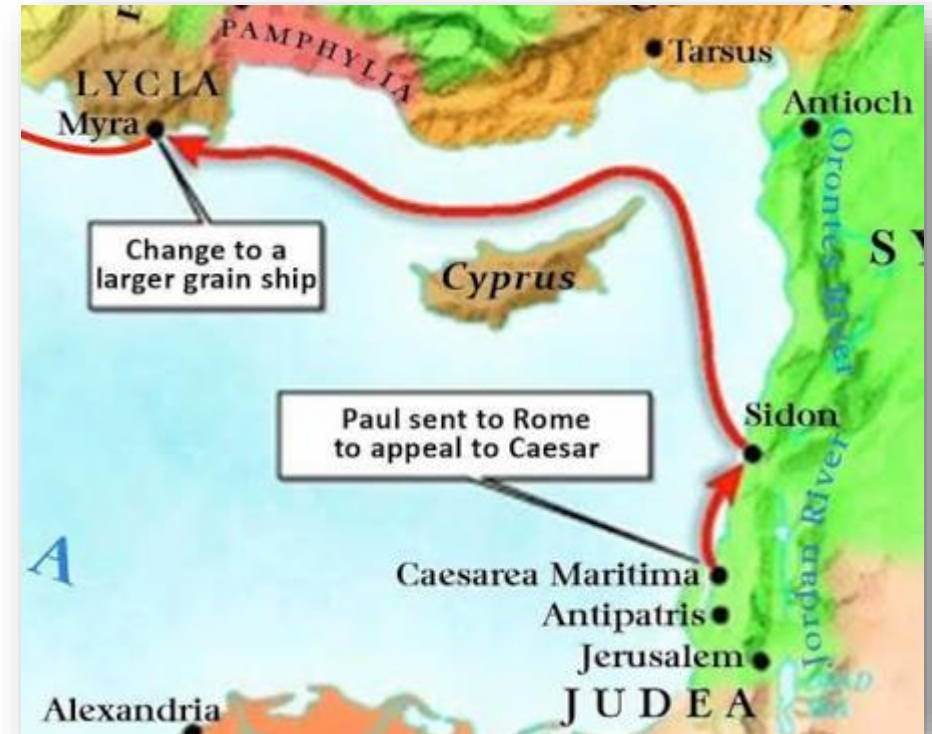 PAMPHYLIA
Tarsus
LYCIA
Antioch
Myra
Orontes River
Change to a
larger grain ship
Cyprus
Paul sent to Rome
to appeal to Caesar
Sidon
Jordan River
A
Caesarea Maritima
Antipatris
Jerusalem
JUDEA
Alexandria